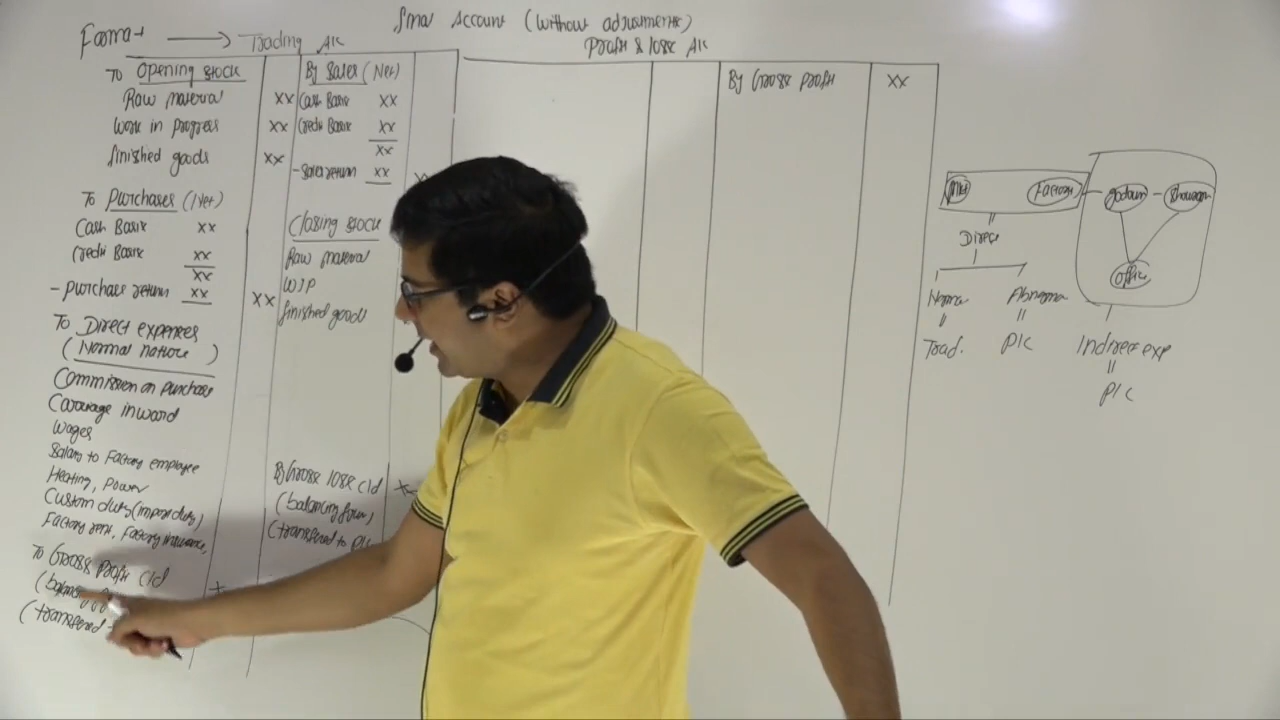 Final Account (Without adjustments)
Format → Trading A/c
Profit & loss A/c
To Opening stock
Raw material xx
Work in progress xx
finished goods xx
To Purchases (Net)
Cash Basis xx
Credit Basis xx
xx
- purchase return xx xx
To Direct expenses
(Normal nature)
Commission on purchase
Carriage inward
Wages
Salary to Factory employee
Heating, Power
Custom duty (import duty)
Factory rent, Factory insurance,
To Gross Profit c/d
(balancing
(transferred
By Sales (Net)
Cash Basis xx
Credit Basis xx
xx
- Sales return xx
Closing stock
Raw material
WIP
finished goods
By Gross loss c/d
(balancing
(transferred to P/L
By Gross profit xx
Mkt Factory - godown - Showroom
Office
Direct
Normal Abnormal
Trad. P/L Indirect exp
P/L